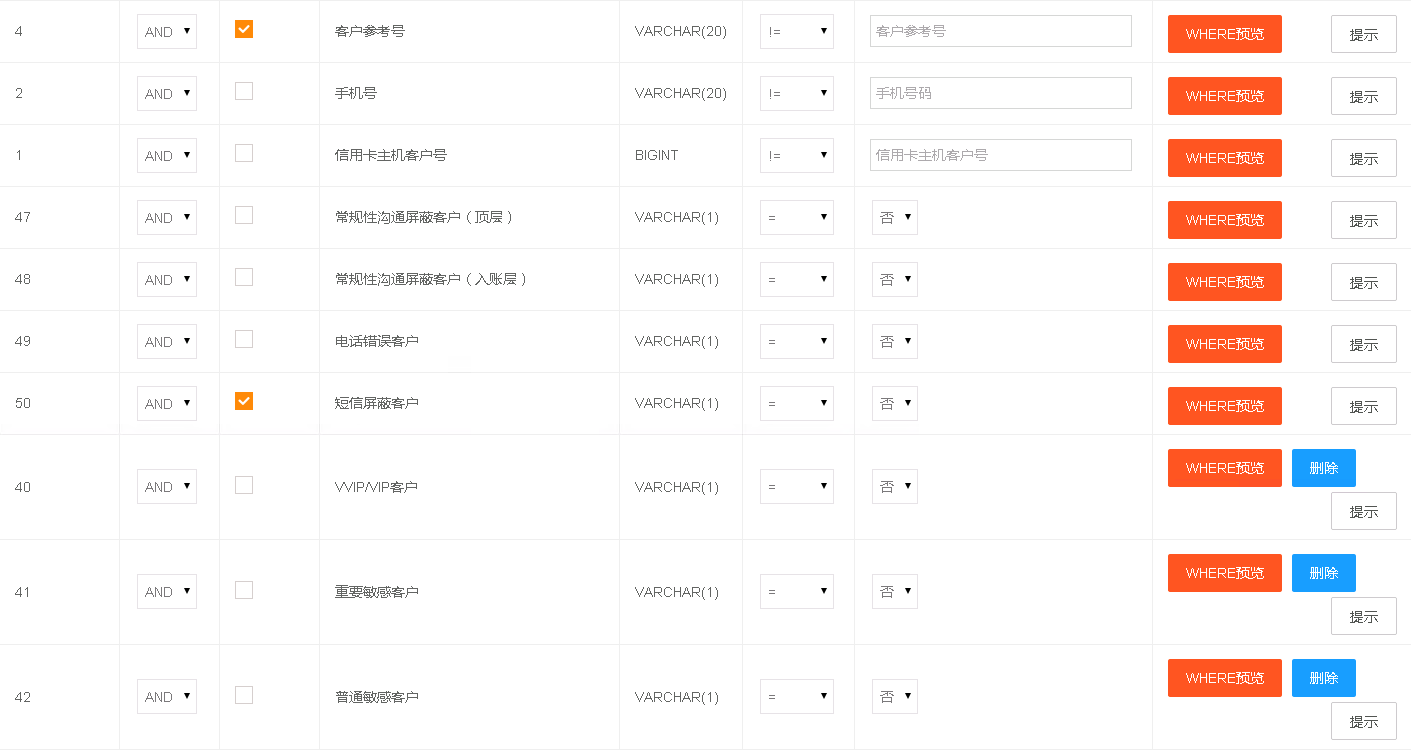 4 AND 客户参考号 VARCHAR(20) != 客户参考号 WHERE预览 提示
2 AND 手机号 VARCHAR(20) != 手机号码 WHERE预览 提示
1 AND 信用卡主机客户号 BIGINT != 信用卡主机客户号 WHERE预览 提示
47 AND 常规性沟通屏蔽客户（顶层） VARCHAR(1) = 否 WHERE预览 提示
48 AND 常规性沟通屏蔽客户（入账层） VARCHAR(1) = 否 WHERE预览 提示
49 AND 电话错误客户 VARCHAR(1) = 否 WHERE预览 提示
50 AND 短信屏蔽客户 VARCHAR(1) = 否 WHERE预览 提示
40 AND VVIP/VIP客户 VARCHAR(1) = 否 WHERE预览 删除
提示
41 AND 重要敏感客户 VARCHAR(1) = 否 WHERE预览 删除
提示
42 AND 普通敏感客户 VARCHAR(1) = 否 WHERE预览 删除
提示